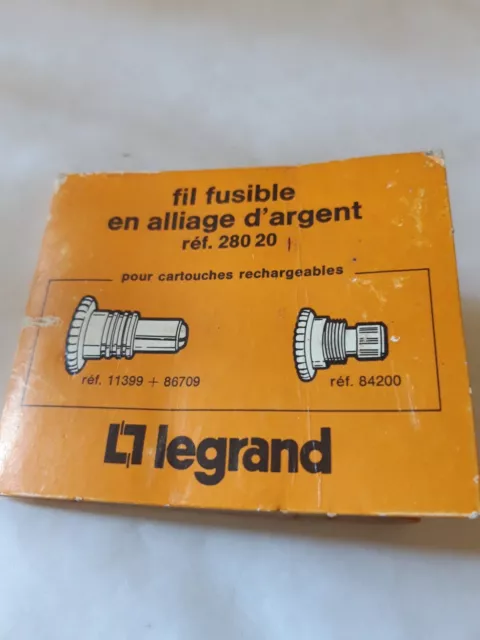 fil fusible
en alliage d'argent
réf. 280 20
pour cartouches rechargeables
réf. 11399 + 86709
réf. 84200
legrand